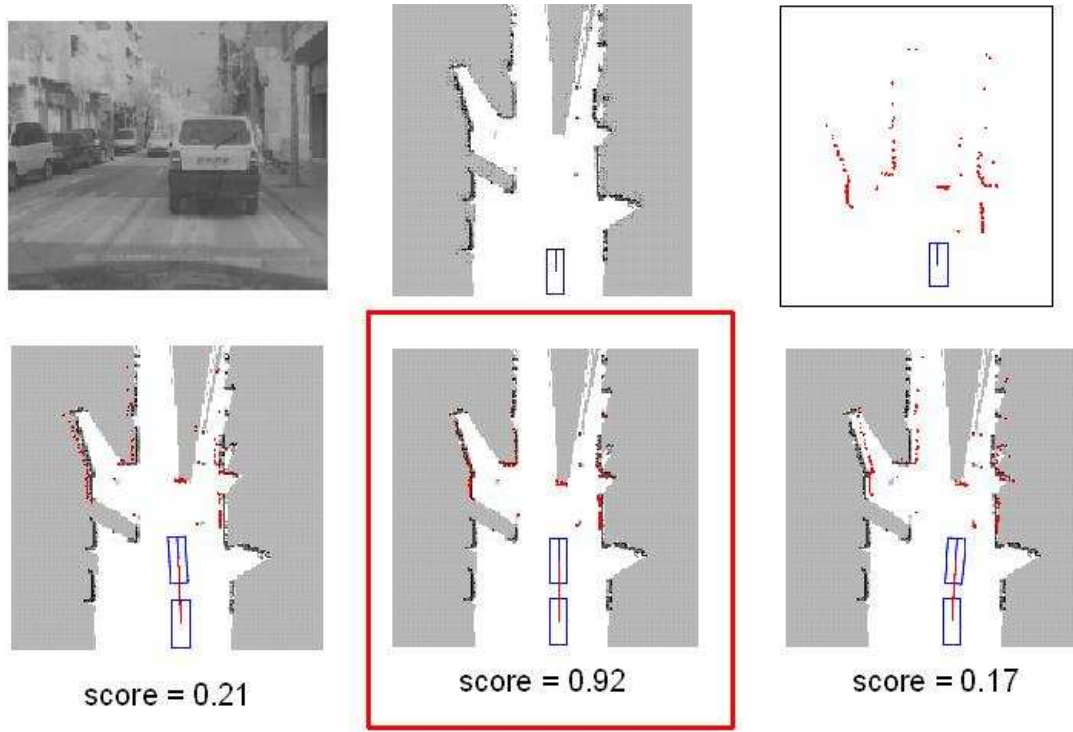 score = 0.21
score = 0.92
score = 0.17